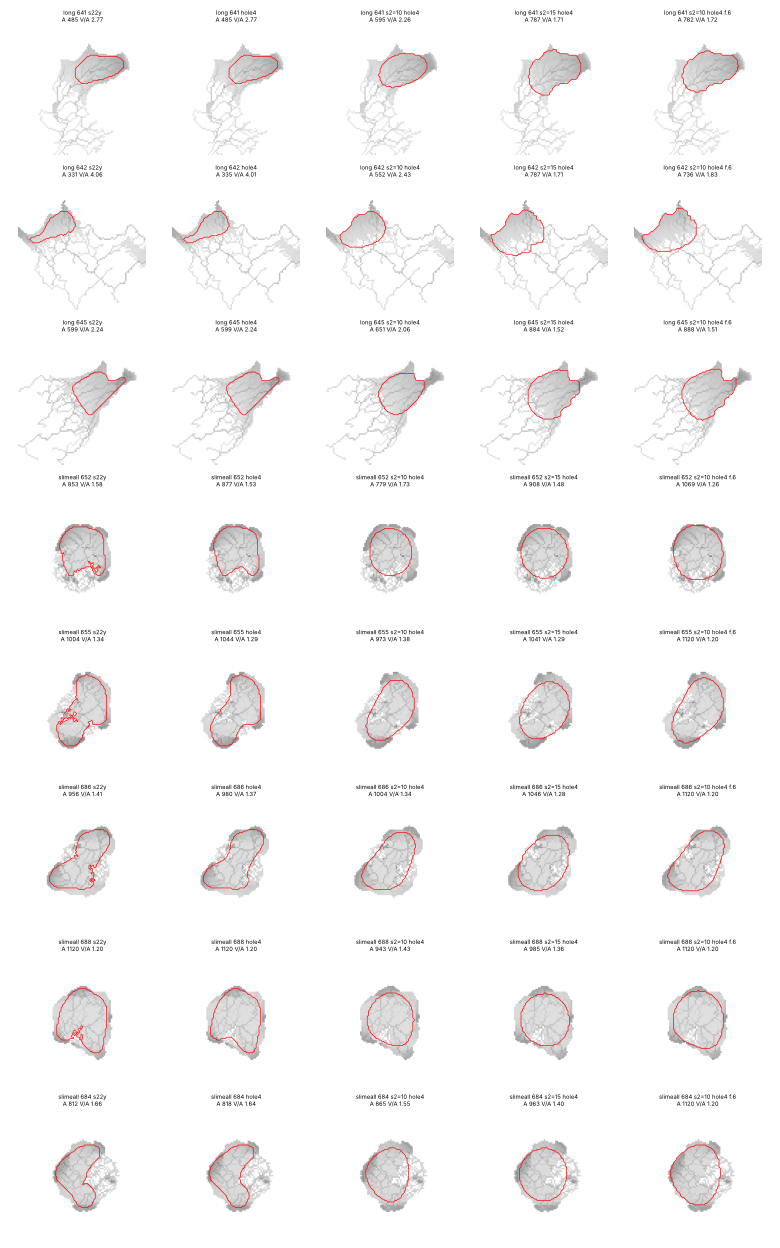 long 641 s22y
A 485 V/A 2.77
long 641 hole4
A 485 V/A 2.77
long 641 s2=10 hole4
A 595 V/A 2.26
long 641 s2=15 hole4
A 787 V/A 1.71
long 641 s2=10 hole4 f.6
A 782 V/A 1.72
long 642 s22y
A 331 V/A 4.06
long 642 hole4
A 335 V/A 4.01
long 642 s2=10 hole4
A 552 V/A 2.43
long 642 s2=15 hole4
A 787 V/A 1.71
long 642 s2=10 hole4 f.6
A 736 V/A 1.83
long 645 s22y
A 599 V/A 2.24
long 645 hole4
A 599 V/A 2.24
long 645 s2=10 hole4
A 651 V/A 2.06
long 645 s2=15 hole4
A 884 V/A 1.52
long 645 s2=10 hole4 f.6
A 888 V/A 1.51
slimeall 652 s22y
A 853 V/A 1.58
slimeall 652 hole4
A 877 V/A 1.53
slimeall 652 s2=10 hole4
A 779 V/A 1.73
slimeall 652 s2=15 hole4
A 908 V/A 1.48
slimeall 652 s2=10 hole4 f.6
A 1069 V/A 1.26
slimeall 655 s22y
A 1004 V/A 1.34
slimeall 655 hole4
A 1044 V/A 1.29
slimeall 655 s2=10 hole4
A 973 V/A 1.38
slimeall 655 s2=15 hole4
A 1041 V/A 1.29
slimeall 655 s2=10 hole4 f.6
A 1120 V/A 1.20
slimeall 686 s22y
A 956 V/A 1.41
slimeall 686 hole4
A 980 V/A 1.37
slimeall 686 s2=10 hole4
A 1004 V/A 1.34
slimeall 686 s2=15 hole4
A 1046 V/A 1.28
slimeall 686 s2=10 hole4 f.6
A 1120 V/A 1.20
slimeall 688 s22y
A 1120 V/A 1.20
slimeall 688 hole4
A 1120 V/A 1.20
slimeall 688 s2=10 hole4
A 943 V/A 1.43
slimeall 688 s2=15 hole4
A 985 V/A 1.36
slimeall 688 s2=10 hole4 f.6
A 1120 V/A 1.20
slimeall 684 s22y
A 812 V/A 1.66
slimeall 684 hole4
A 818 V/A 1.64
slimeall 684 s2=10 hole4
A 865 V/A 1.55
slimeall 684 s2=15 hole4
A 963 V/A 1.40
slimeall 684 s2=10 hole4 f.6
A 1120 V/A 1.20